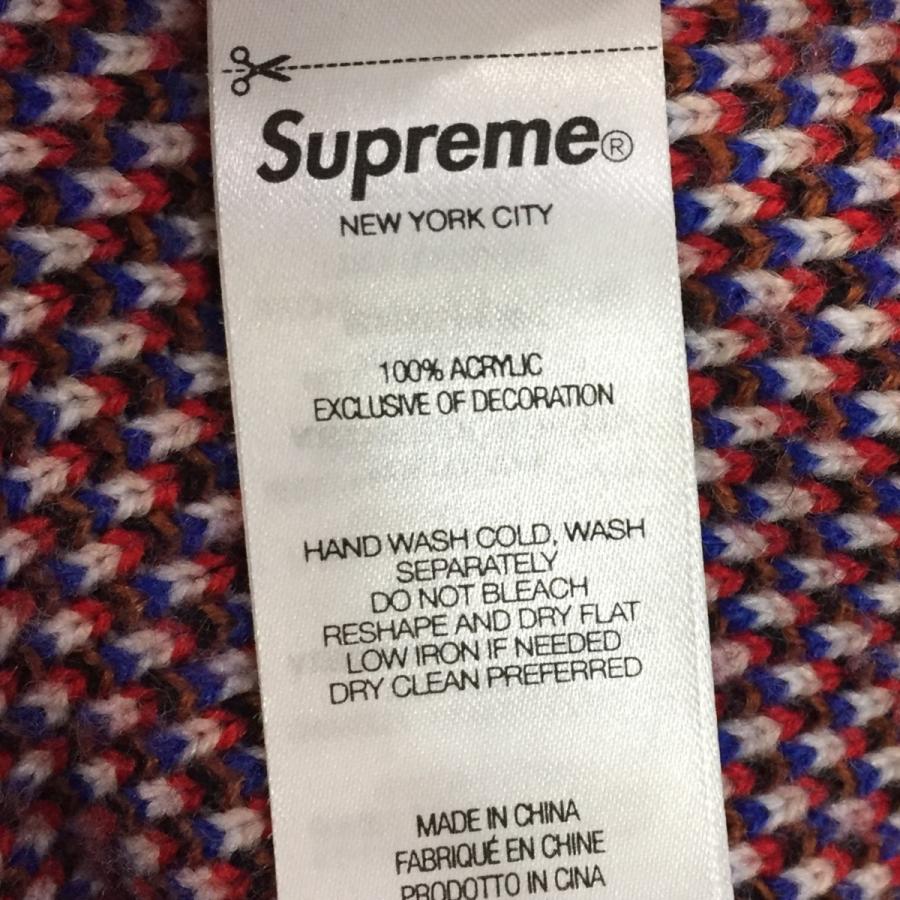 Supreme®
NEW YORK CITY
100% ACRYLIC
EXCLUSIVE OF DECORATION
HAND WASH COLD, WASH
SEPARATELY
DO NOT BLEACH
RESHAPE AND DRY FLAT
LOW IRON IF NEEDED
DRY CLEAN PREFERRED
MADE IN CHINA
FABRIQUÉ EN CHINE
PRODOTTO IN CINA